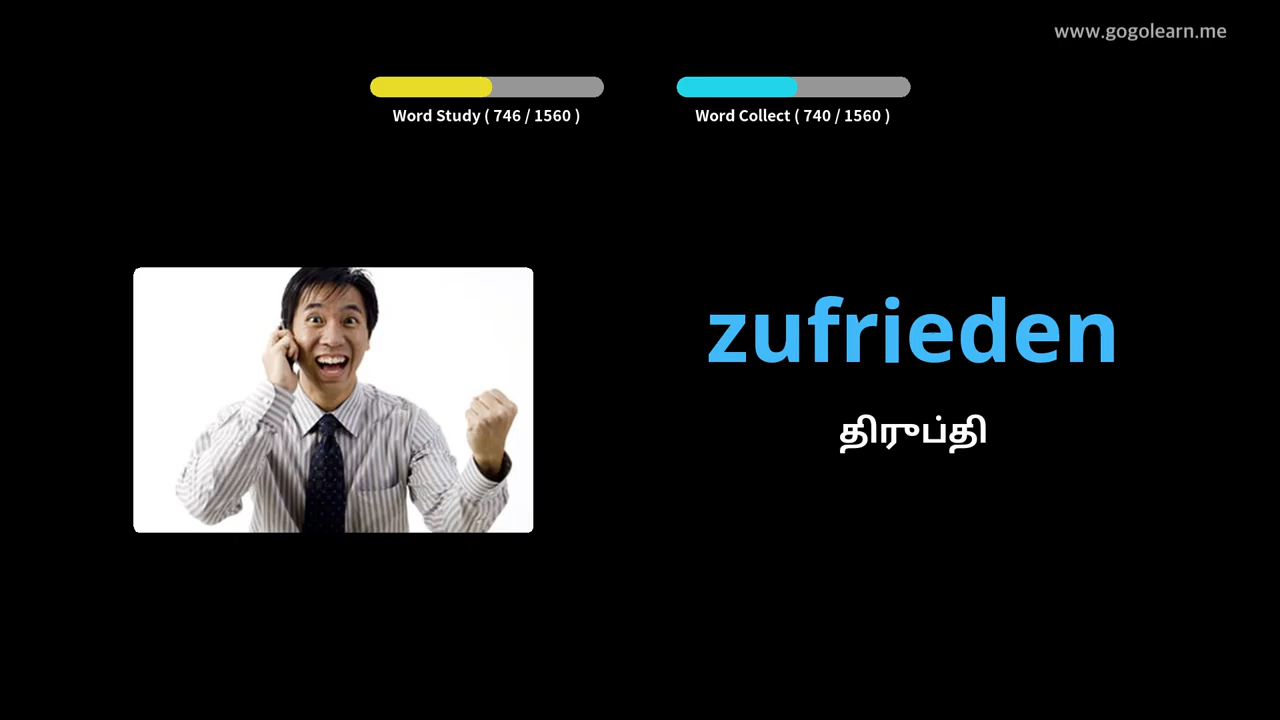 www.gogolearn.me
Word Study ( 746 / 1560 )
Word Collect ( 740 / 1560 )
zufrieden
திருப்தி